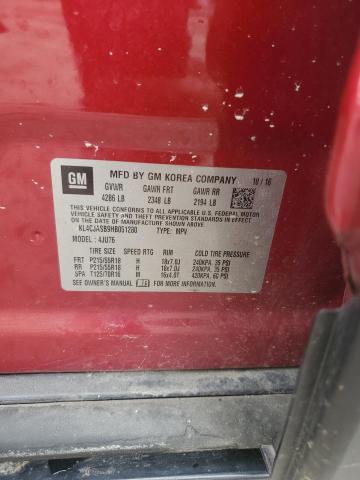 GM
MFD BY GM KOREA COMPANY
10/16
GVWR GAWR FRT GAWR RR
4286 LB 2348 LB 2194 LB
THIS VEHICLE CONFORMS TO ALL APPLICABLE U.S. FEDERAL MOTOR
VEHICLE SAFETY, BUMPER, AND THEFT PREVENTION STANDARDS
IN EFFECT ON THE DATE OF MANUFACTURE SHOWN ABOVE.
KL4CJASB9HB051280 TYPE: MPV
MODEL: 4JU76
TIRE SIZE SPEED RTG RIM COLD TIRE PRESSURE
FRT P215/55R18 H 18x7.0J 240KPA, 35 PSI
RR P215/55R18 H 18x7.0J 240KPA, 35 PSI
SPA T125/70R16 M 16x4.0T 420KPA, 60 PSI
SEE OWNER'S MANUAL FOR ADDITIONAL INFORMATION.